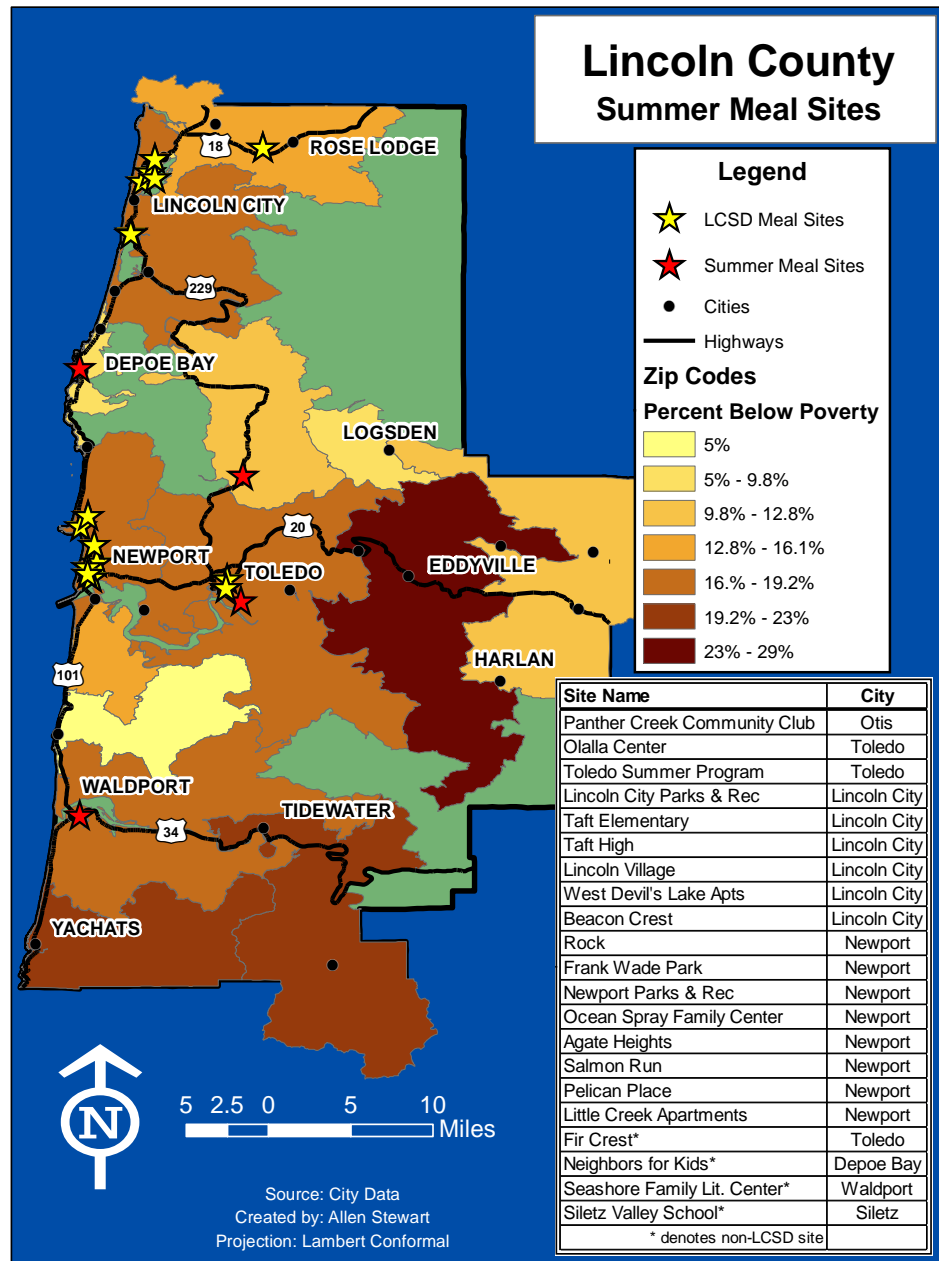 Lincoln County
Summer Meal Sites
Legend
LCSD Meal Sites
Summer Meal Sites
Cities
Highways
Zip Codes
Percent Below Poverty
5%
5% - 9.8%
9.8% - 12.8%
12.8% - 16.1%
16.% - 19.2%
19.2% - 23%
23% - 29%
18
ROSE LODGE
LINCOLN CITY
229
DEPOE BAY
LOGSDEN
20
NEWPORT
TOLEDO
EDDYVILLE
HARLAN
101
WALDPORT
TIDEWATER
34
YACHATS
Site Name City
Panther Creek Community Club Otis
Olalla Center Toledo
Toledo Summer Program Toledo
Lincoln City Parks & Rec Lincoln City
Taft Elementary Lincoln City
Taft High Lincoln City
Lincoln Village Lincoln City
West Devil's Lake Apts Lincoln City
Beacon Crest Lincoln City
Rock Newport
Frank Wade Park Newport
Newport Parks & Rec Newport
Ocean Spray Family Center Newport
Agate Heights Newport
Salmon Run Newport
Pelican Place Newport
Little Creek Apartments Newport
Fir Crest* Toledo
Neighbors for Kids* Depoe Bay
Seashore Family Lit. Center* Waldport
Siletz Valley School* Siletz
* denotes non-LCSD site
N
5 2.5 0 5 10
Miles
Source: City Data
Created by: Allen Stewart
Projection: Lambert Conformal